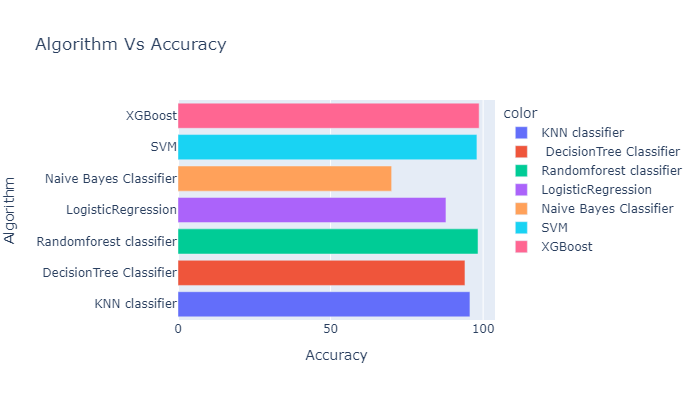 Algorithm Vs Accuracy
XGBoost
SVM
Naive Bayes Classifier
LogisticRegression
Randomforest classifier
DecisionTree Classifier
KNN classifier
0
50
100
Accuracy
Algorithm
color
KNN classifier
DecisionTree Classifier
Randomforest classifier
LogisticRegression
Naive Bayes Classifier
SVM
XGBoost